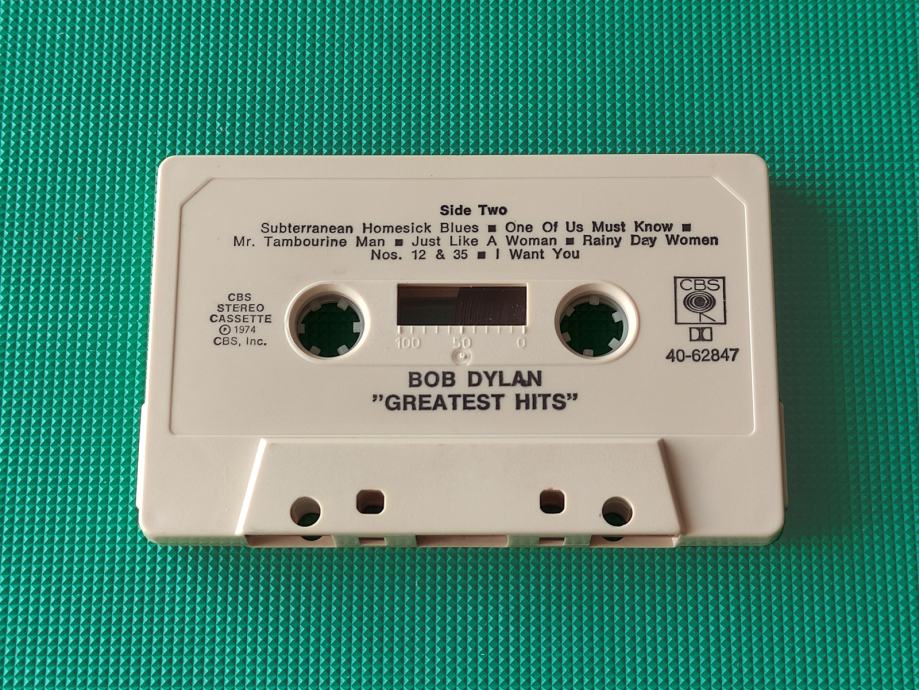 Side Two
Subterranean Homesick Blues ■ One Of Us Must Know ■
Mr. Tambourine Man ■ Just Like A Woman ■ Rainy Day Women
Nos. 12 & 35 ■ I Want You
CBS
STEREO
CASSETTE
℗ 1974
CBS, Inc.
100 50 0
CBS
40-62847
BOB DYLAN
”GREATEST HITS”